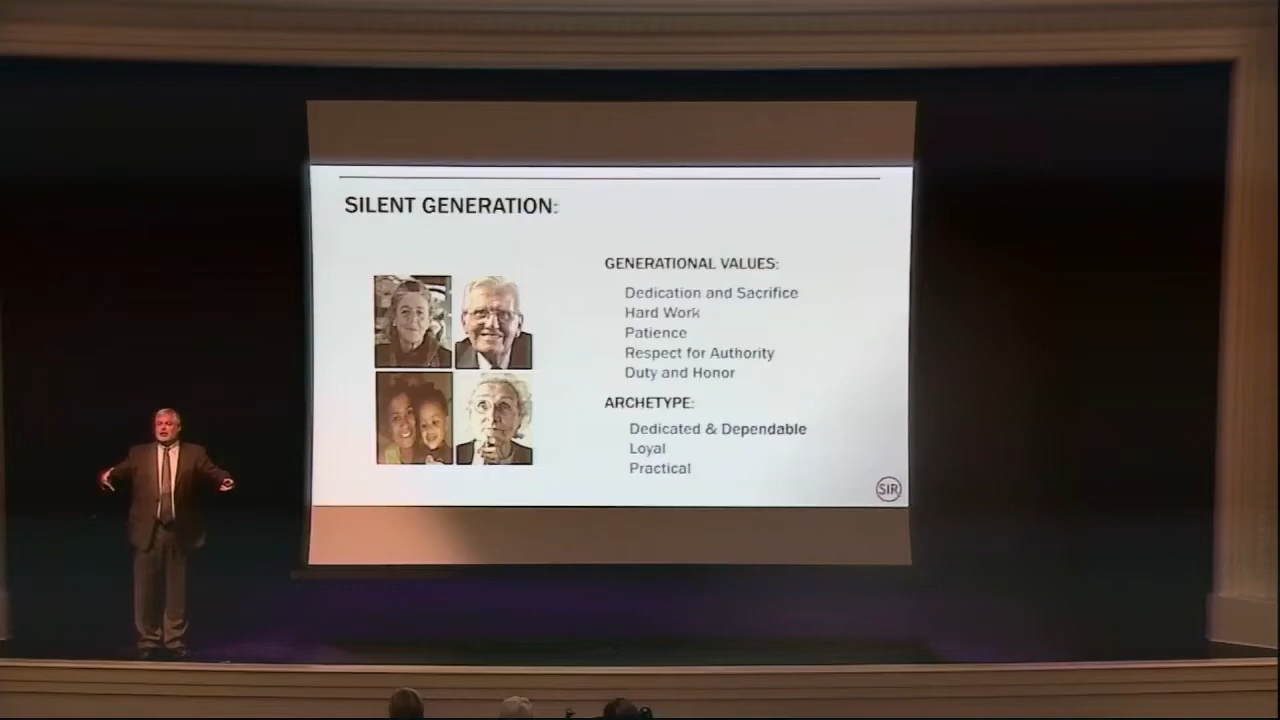 SILENT GENERATION:
GENERATIONAL VALUES:
Dedication and Sacrifice
Hard Work
Patience
Respect for Authority
Duty and Honor
ARCHETYPE:
Dedicated & Dependable
Loyal
Practical
SIR